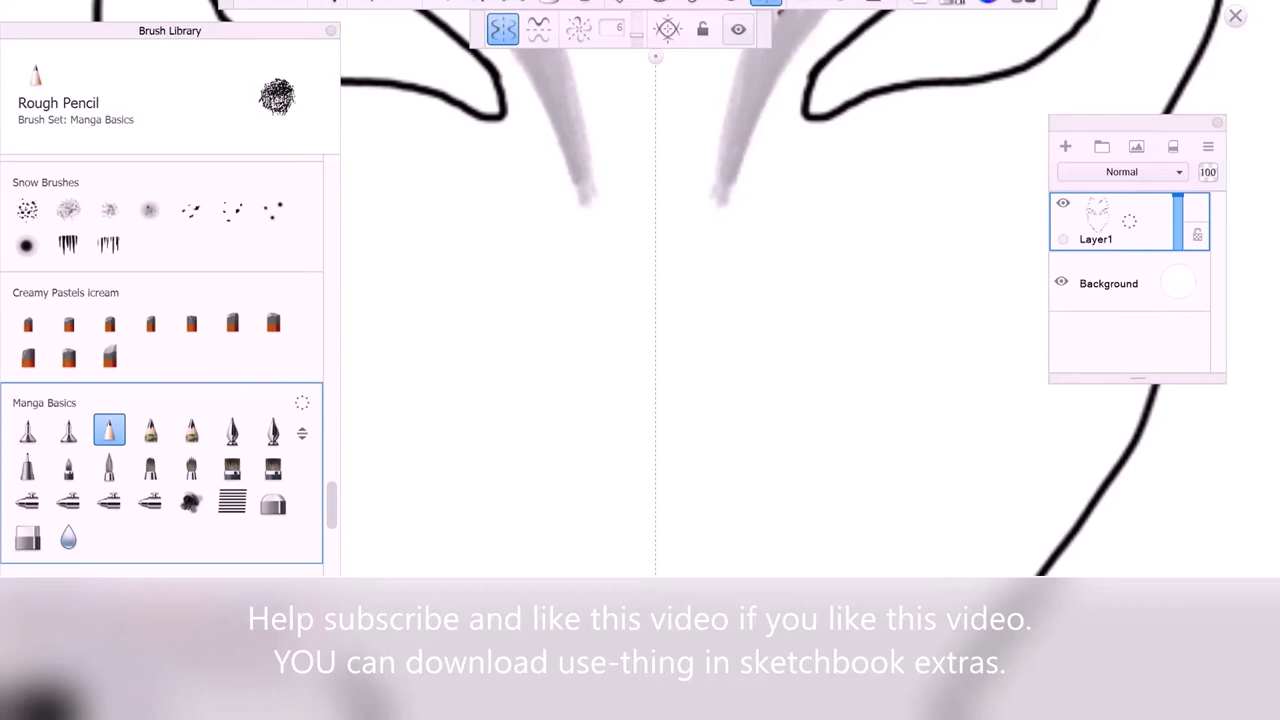 Brush Library
6
Rough Pencil
Brush Set: Manga Basics
Snow Brushes
Normal
100
Layer1
Background
Creamy Pastels icream
Manga Basics
Help subscribe and like this video if you like this video.
YOU can download use-thing in sketchbook extras.